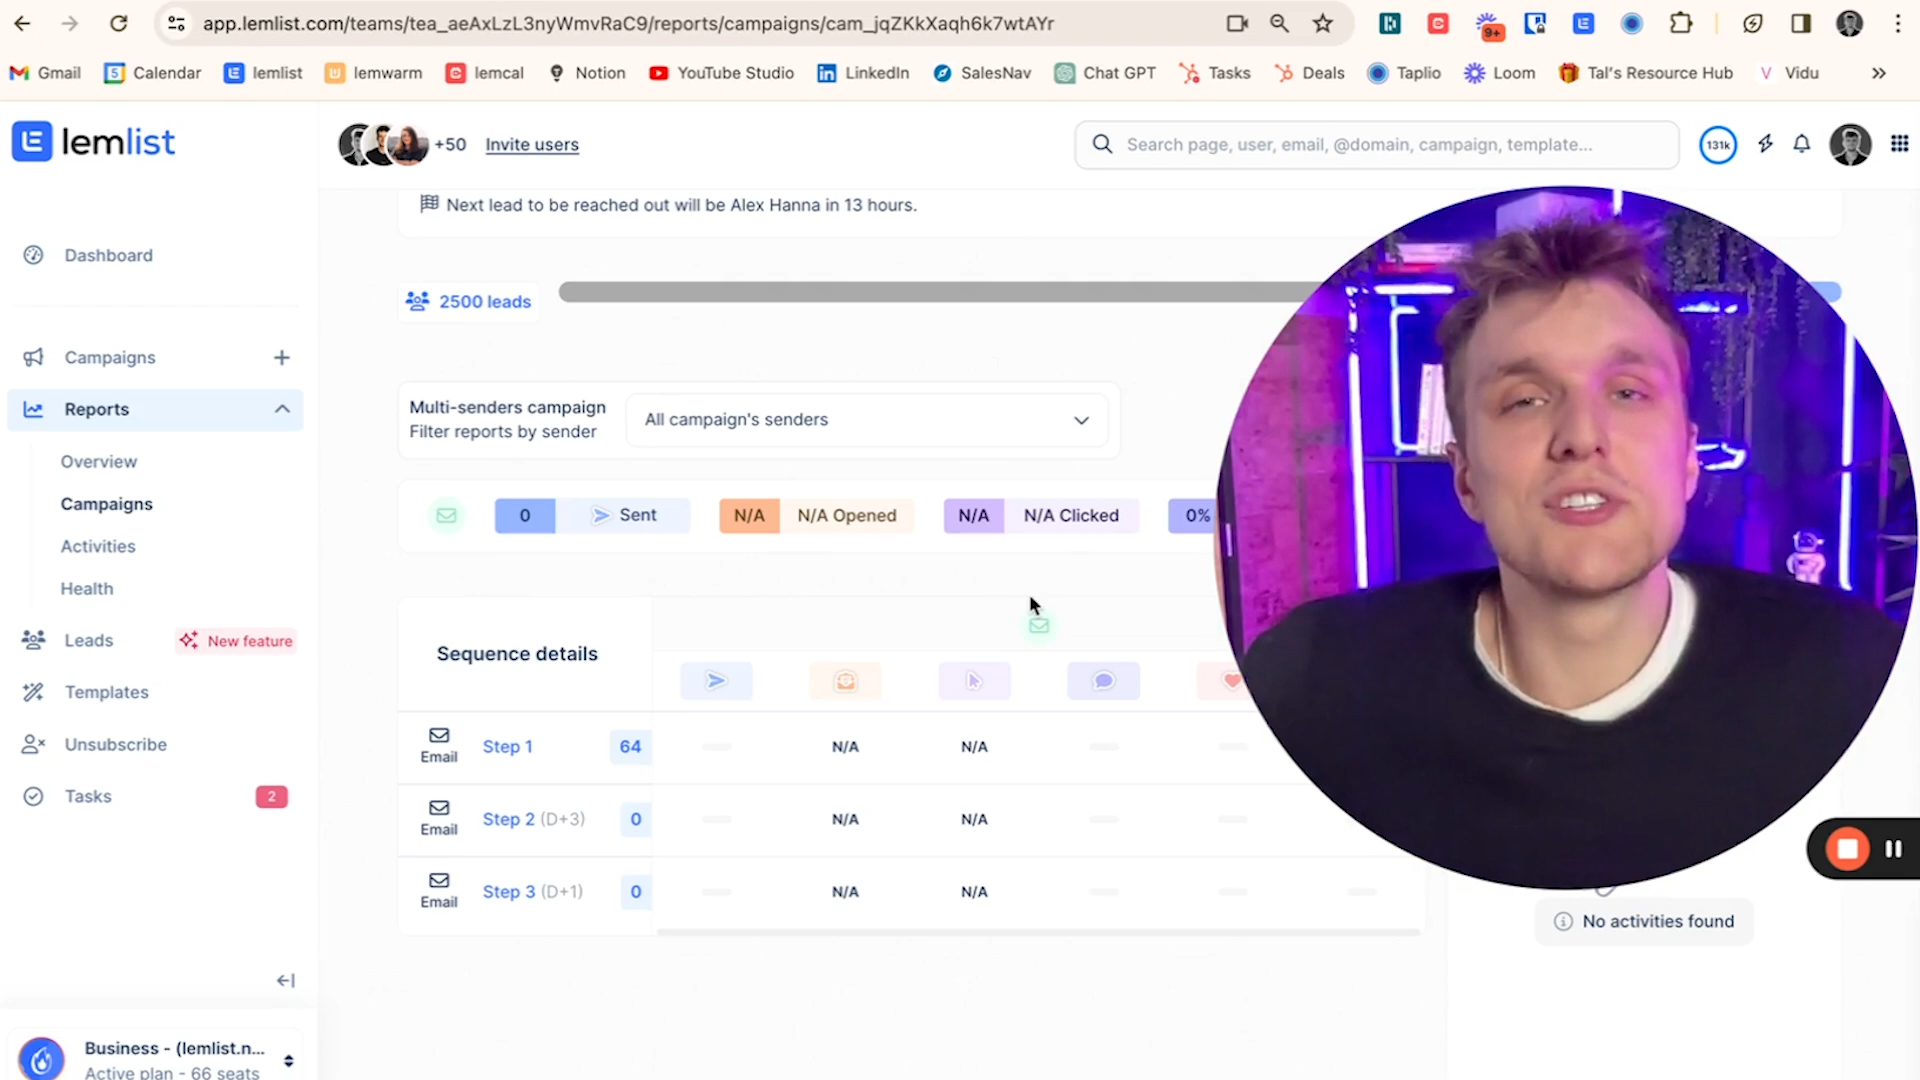 app.lemlist.com/teams/tea_aeAxLzL3nyWmvRaC9/reports/campaigns/cam_jqZKkXaqh6k7wtAYr
9+
Gmail
5 Calendar
lemlist
lemwarm
lemcal
Notion
YouTube Studio
LinkedIn
SalesNav
Chat GPT
Tasks
Deals
Taplio
Loom
Tal's Resource Hub
V Vidu
lemlist
+50
Invite users
Search page, user, email, @domain, campaign, template...
131k
Next lead to be reached out will be Alex Hanna in 13 hours.
Dashboard
2500 leads
Campaigns
Reports
Multi-senders campaign
Filter reports by sender
All campaign's senders
Overview
Campaigns
0 Sent
N/A N/A Opened
N/A N/A Clicked
0%
Activities
Health
Leads
New feature
Templates
Unsubscribe
Tasks
2
Sequence details
Email Step 1 64 N/A N/A
Email Step 2 (D+3) 0 N/A N/A
Email Step 3 (D+1) 0 N/A N/A
No activities found
Business - (lemlist.n...
Active plan - 66 seats